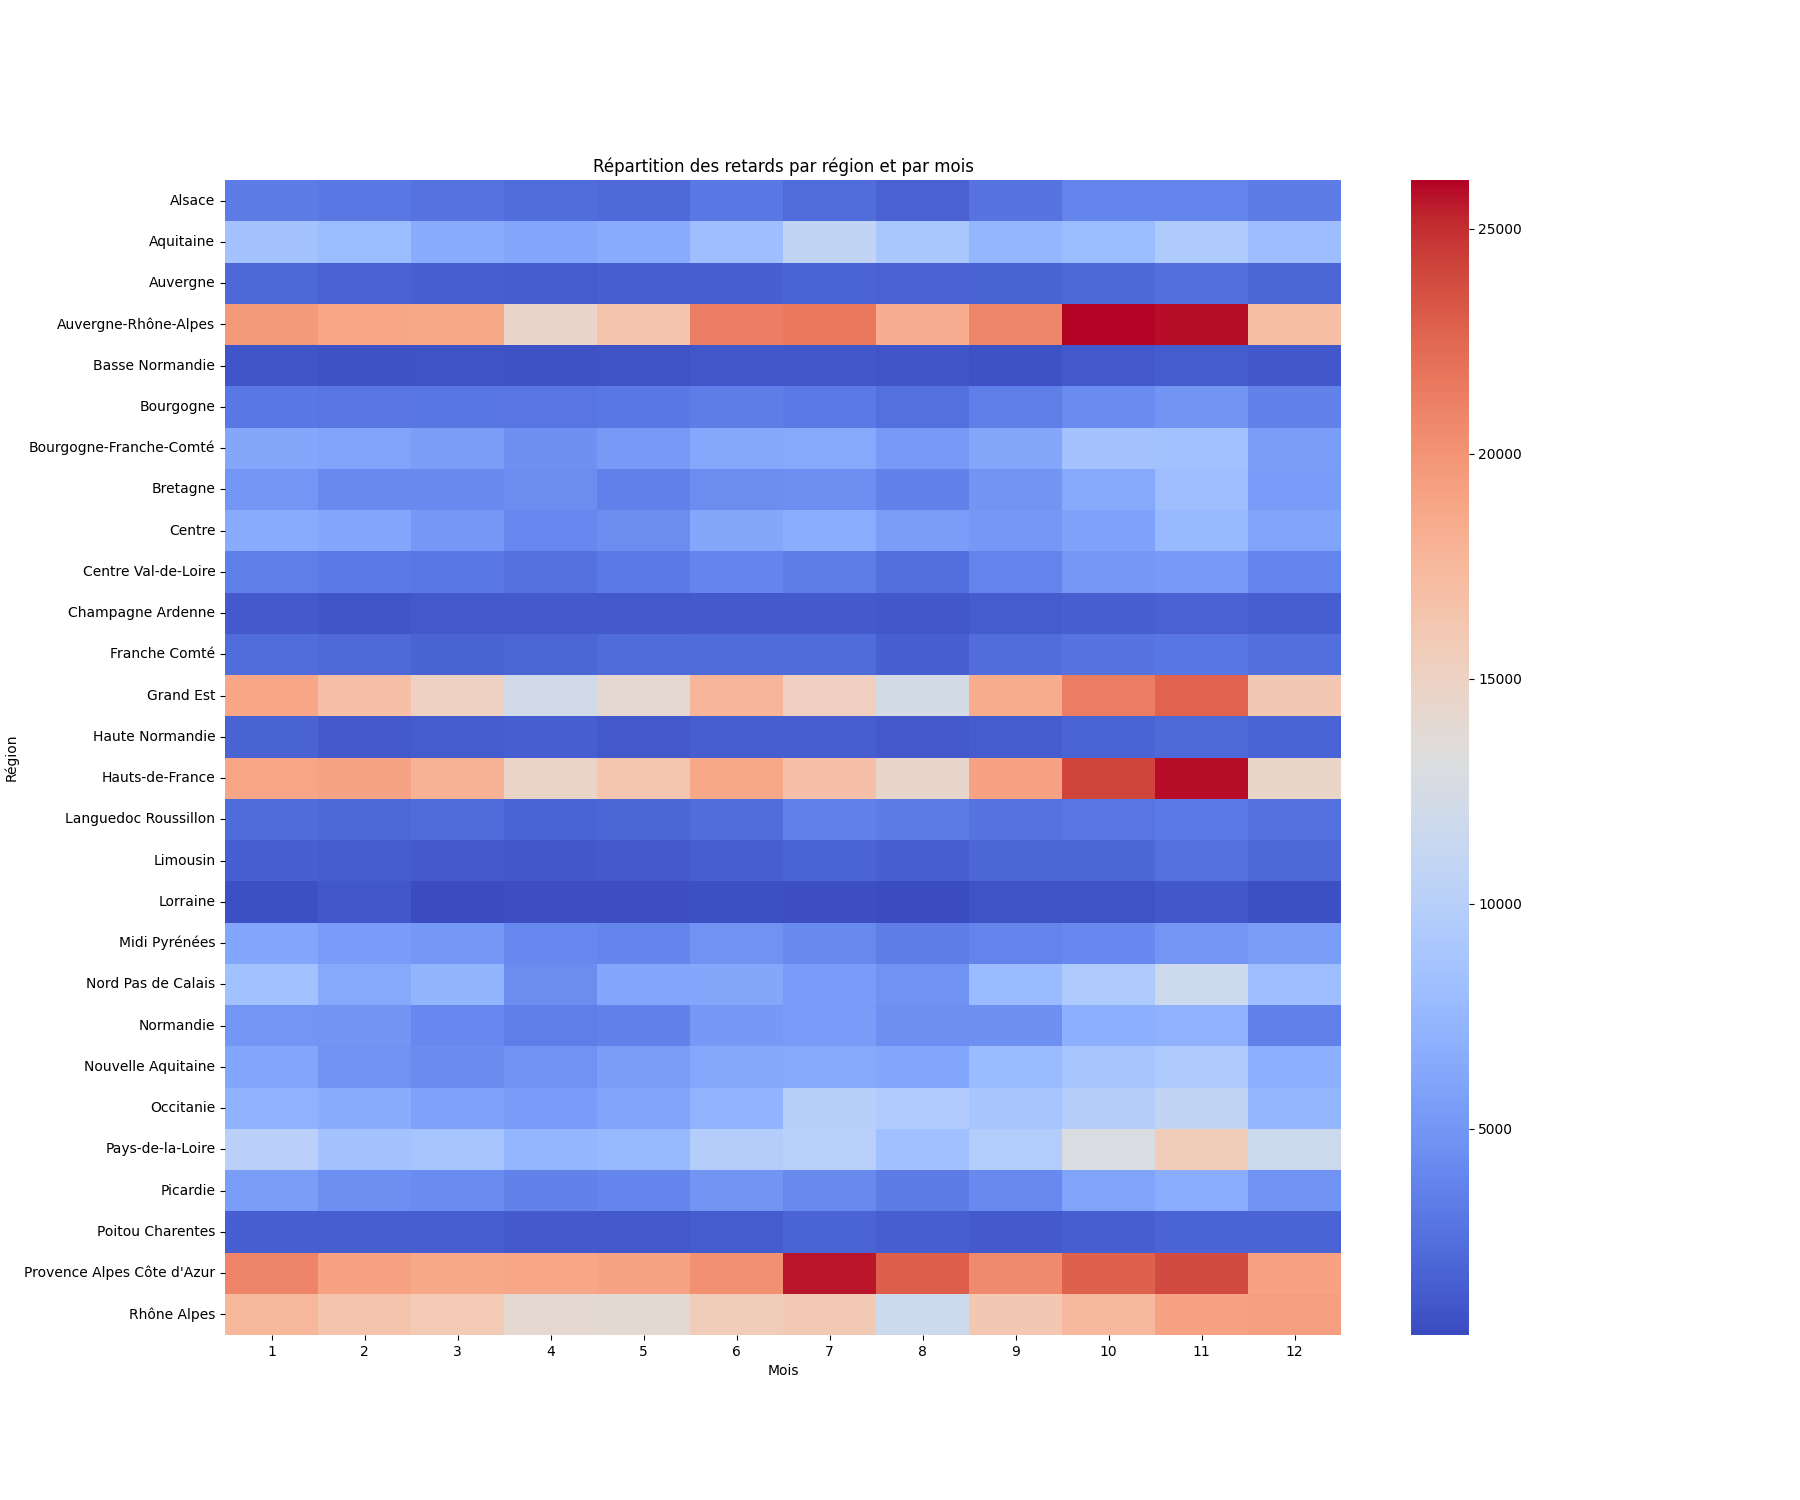 Répartition des retards par région et par mois
Région
Alsace
Aquitaine
Auvergne
Auvergne-Rhône-Alpes
Basse Normandie
Bourgogne
Bourgogne-Franche-Comté
Bretagne
Centre
Centre Val-de-Loire
Champagne Ardenne
Franche Comté
Grand Est
Haute Normandie
Hauts-de-France
Languedoc Roussillon
Limousin
Lorraine
Midi Pyrénées
Nord Pas de Calais
Normandie
Nouvelle Aquitaine
Occitanie
Pays-de-la-Loire
Picardie
Poitou Charentes
Provence Alpes Côte d'Azur
Rhône Alpes
1 2 3 4 5 6 7 8 9 10 11 12
Mois
25000
20000
15000
10000
5000